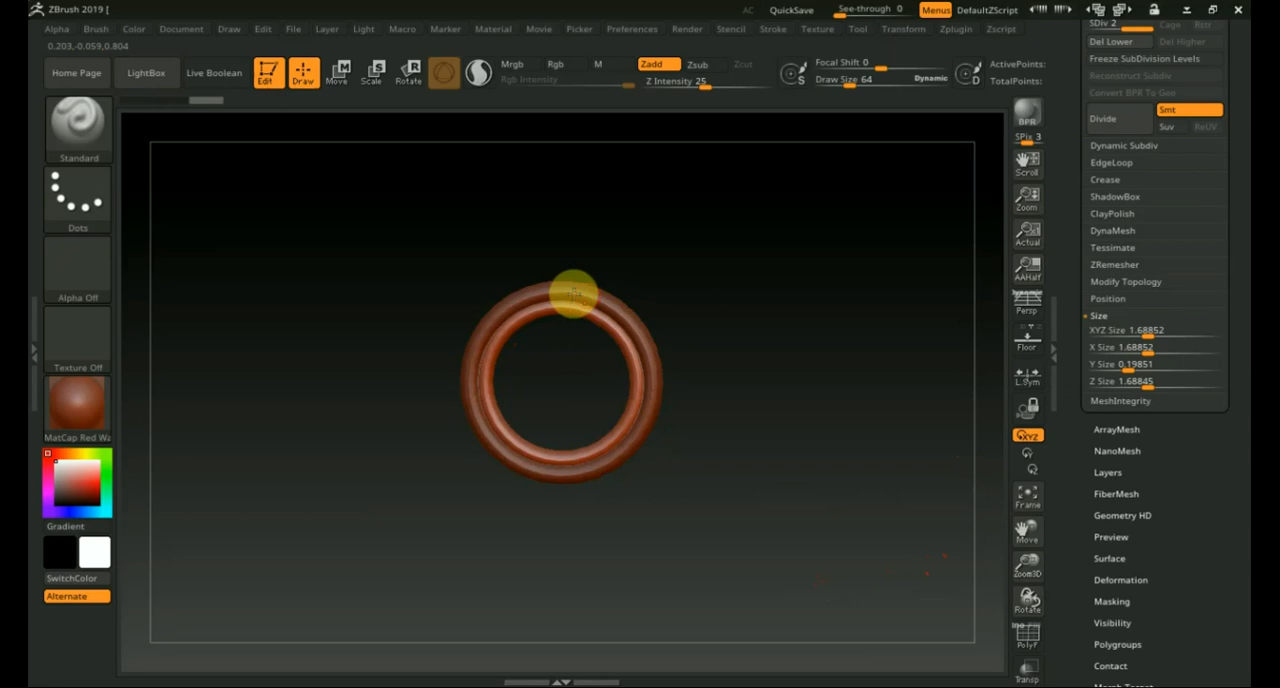 ZBrush 2019 [
AC QuickSave See-through 0 Menus DefaultZScript
Alpha Brush Color Document Draw Edit File Layer Light Macro Marker Material Movie Picker Preferences Render Stencil Stroke Texture Tool Transform Zplugin Zscript
0.203,-0.059,0.804
Home Page LightBox Live Boolean Edit Draw Move Scale Rotate
Mrgb Rgb M Zadd Zsub Zcut
Rgb Intensity Z Intensity 25
Focal Shift 0
Draw Size 64 Dynamic
S D
ActivePoints:
TotalPoints:
Standard
Dots
Alpha Off
Texture Off
MatCap Red Wa
Gradient
SwitchColor
Alternate
BPR
SPix 3
Scroll
Zoom
Actual
AAHalf
Dynamic
Persp
Floor
L.Sym
XYZ
Y
Z
Frame
Move
Zoom3D
Rotate
PolyF
Transp
SDiv 2 Cage Rstr
Del Lower Del Higher
Freeze SubDivision Levels
Reconstruct Subdiv
Convert BPR To Geo
Divide Smt
Suv ReUV
Dynamic Subdiv
EdgeLoop
Crease
ShadowBox
ClayPolish
DynaMesh
Tessimate
ZRemesher
Modify Topology
Position
Size
XYZ Size 1.68852
X Size 1.68852
Y Size 0.19851
Z Size 1.68845
MeshIntegrity
ArrayMesh
NanoMesh
Layers
FiberMesh
Geometry HD
Preview
Surface
Deformation
Masking
Visibility
Polygroups
Contact
Morph Target